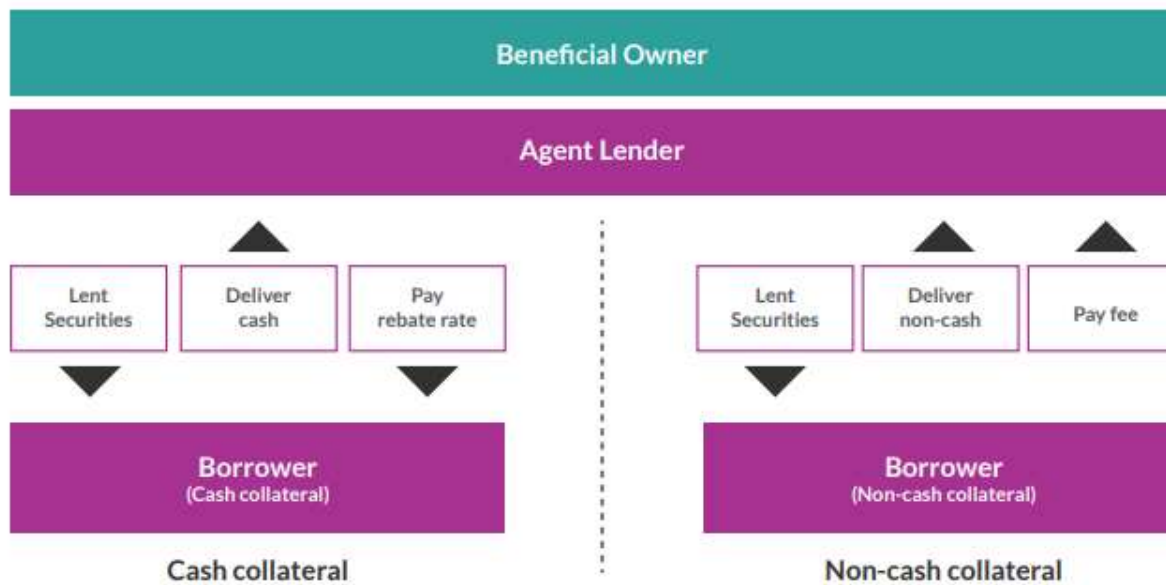 Beneficial Owner
Agent Lender
Lent
Securities
Deliver
cash
Pay
rebate rate
Lent
Securities
Deliver
non-cash
Pay fee
Borrower
(Cash collateral)
Borrower
(Non-cash collateral)
Cash collateral
Non-cash collateral